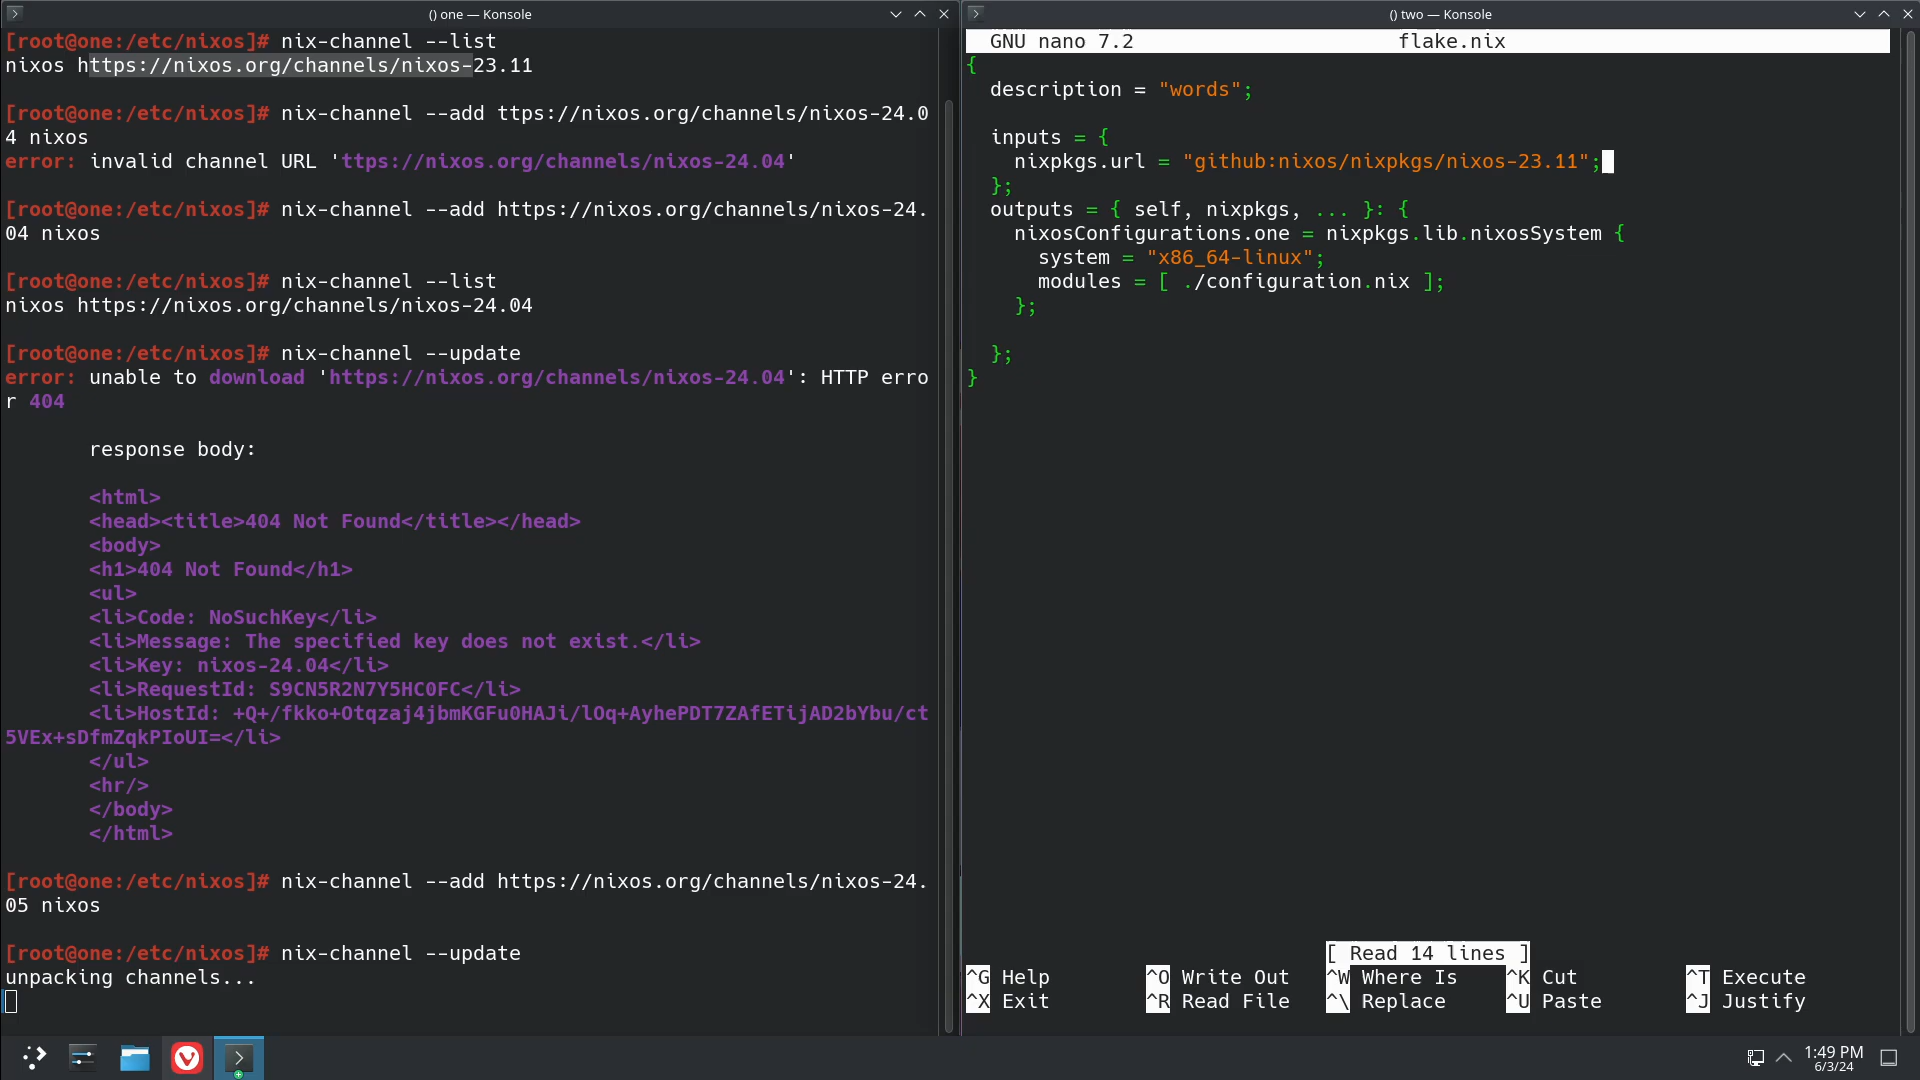 () one — Konsole
[root@one:/etc/nixos]# nix-channel --list
nixos https://nixos.org/channels/nixos-23.11
[root@one:/etc/nixos]# nix-channel --add ttps://nixos.org/channels/nixos-24.0
4 nixos
error: invalid channel URL 'ttps://nixos.org/channels/nixos-24.04'
[root@one:/etc/nixos]# nix-channel --add https://nixos.org/channels/nixos-24.
04 nixos
[root@one:/etc/nixos]# nix-channel --list
nixos https://nixos.org/channels/nixos-24.04
[root@one:/etc/nixos]# nix-channel --update
error: unable to download 'https://nixos.org/channels/nixos-24.04': HTTP erro
r 404
response body:
<html>
<head><title>404 Not Found</title></head>
<body>
<h1>404 Not Found</h1>
<ul>
<li>Code: NoSuchKey</li>
<li>Message: The specified key does not exist.</li>
<li>Key: nixos-24.04</li>
<li>RequestId: S9CN5R2N7Y5HC0FC</li>
<li>HostId: +Q+/fkko+Otqzaj4jbmKGFu0HAJi/lOq+AyhePDT7ZAfETijAD2bYbu/ct
5VEx+sDfmZqkPIoUI=</li>
</ul>
<hr/>
</body>
</html>
[root@one:/etc/nixos]# nix-channel --add https://nixos.org/channels/nixos-24.
05 nixos
[root@one:/etc/nixos]# nix-channel --update
unpacking channels...
() two — Konsole
GNU nano 7.2 flake.nix
{
description = "words";
inputs = {
nixpkgs.url = "github:nixos/nixpkgs/nixos-23.11";
};
outputs = { self, nixpkgs, ... }: {
nixosConfigurations.one = nixpkgs.lib.nixosSystem {
system = "x86_64-linux";
modules = [ ./configuration.nix ];
};
};
}
[ Read 14 lines ]
^G Help ^O Write Out ^W Where Is ^K Cut ^T Execute
^X Exit ^R Read File ^\ Replace ^U Paste ^J Justify
1:49 PM
6/3/24